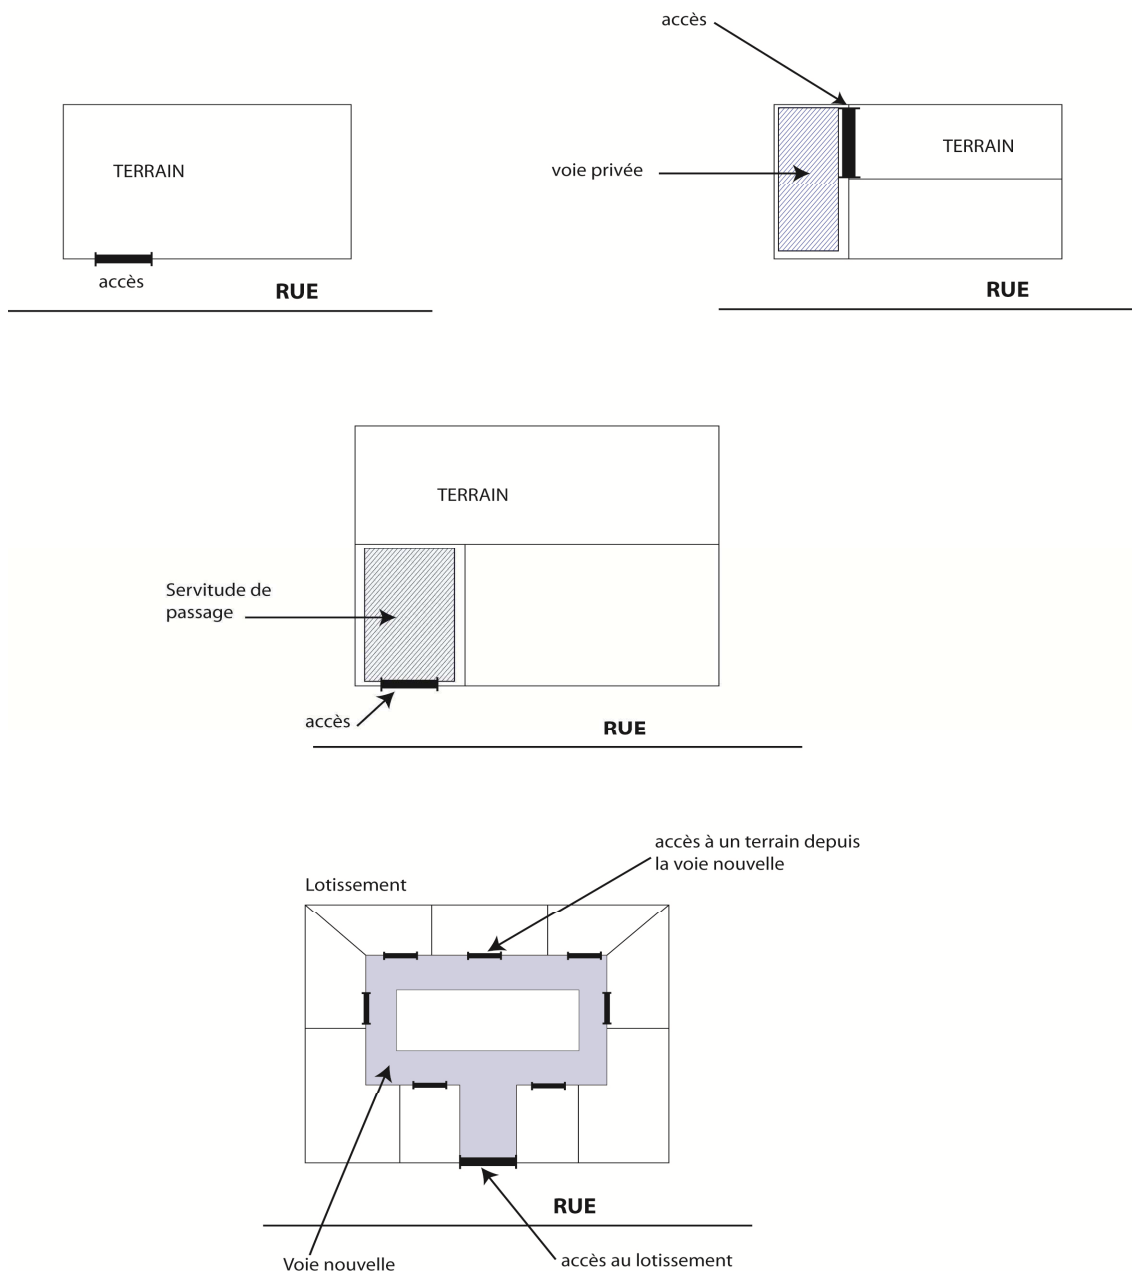 accès
TERRAIN
TERRAIN
voie privée
accès
RUE
RUE
TERRAIN
Servitude de
passage
accès
RUE
accès à un terrain depuis
la voie nouvelle
Lotissement
RUE
Voie nouvelle
accès au lotissement